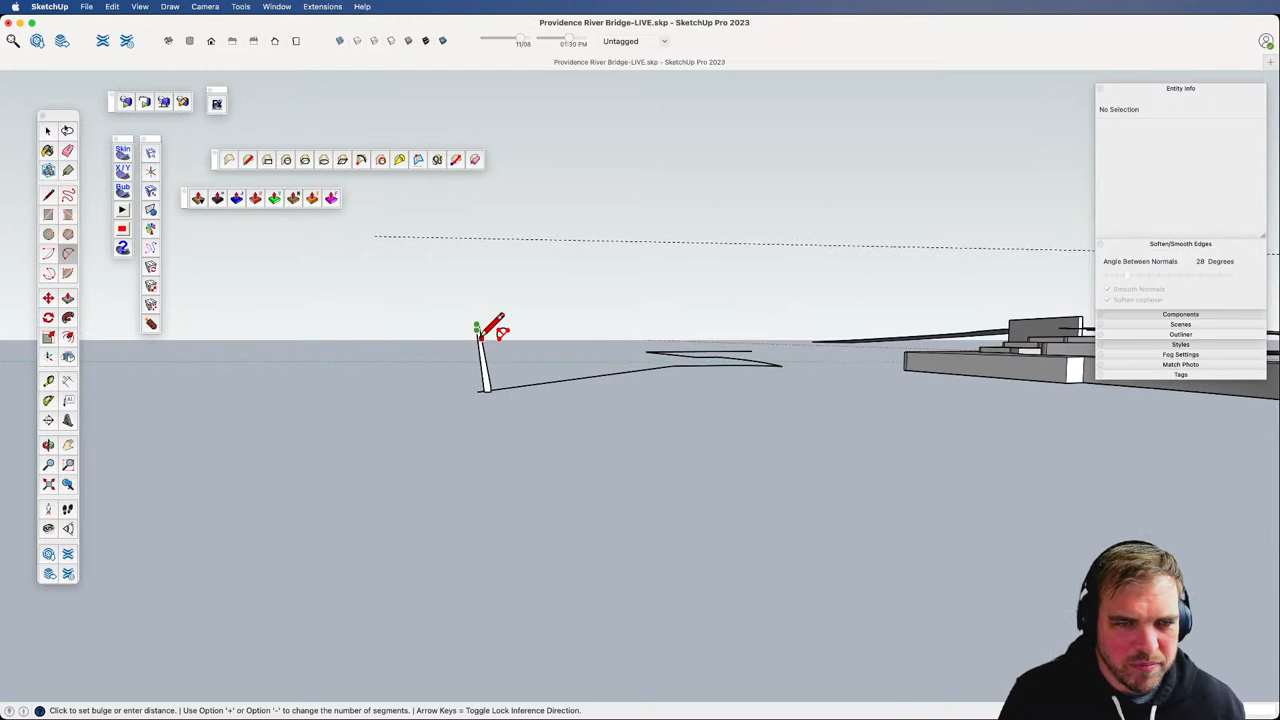 SketchUp File Edit View Camera Draw Tools Window Extensions Help
Providence River Bridge-LIVE.skp - SketchUp Pro 2023
11/08 01:30 PM Untagged
Providence River Bridge-LIVE.skp - SketchUp Pro 2023
Entity Info
No Selection
Skin
X/Y
Bub
Soften/Smooth Edges
Angle Between Normals 28 Degrees
Smooth Normals
Soften coplanar
Components
Scenes
Outliner
Styles
Fog Settings
Match Photo
Tags
Click to set bulge or enter distance. | Use Option '+' or Option '-' to change the number of segments. | Arrow Keys = Toggle Lock Inference Direction.